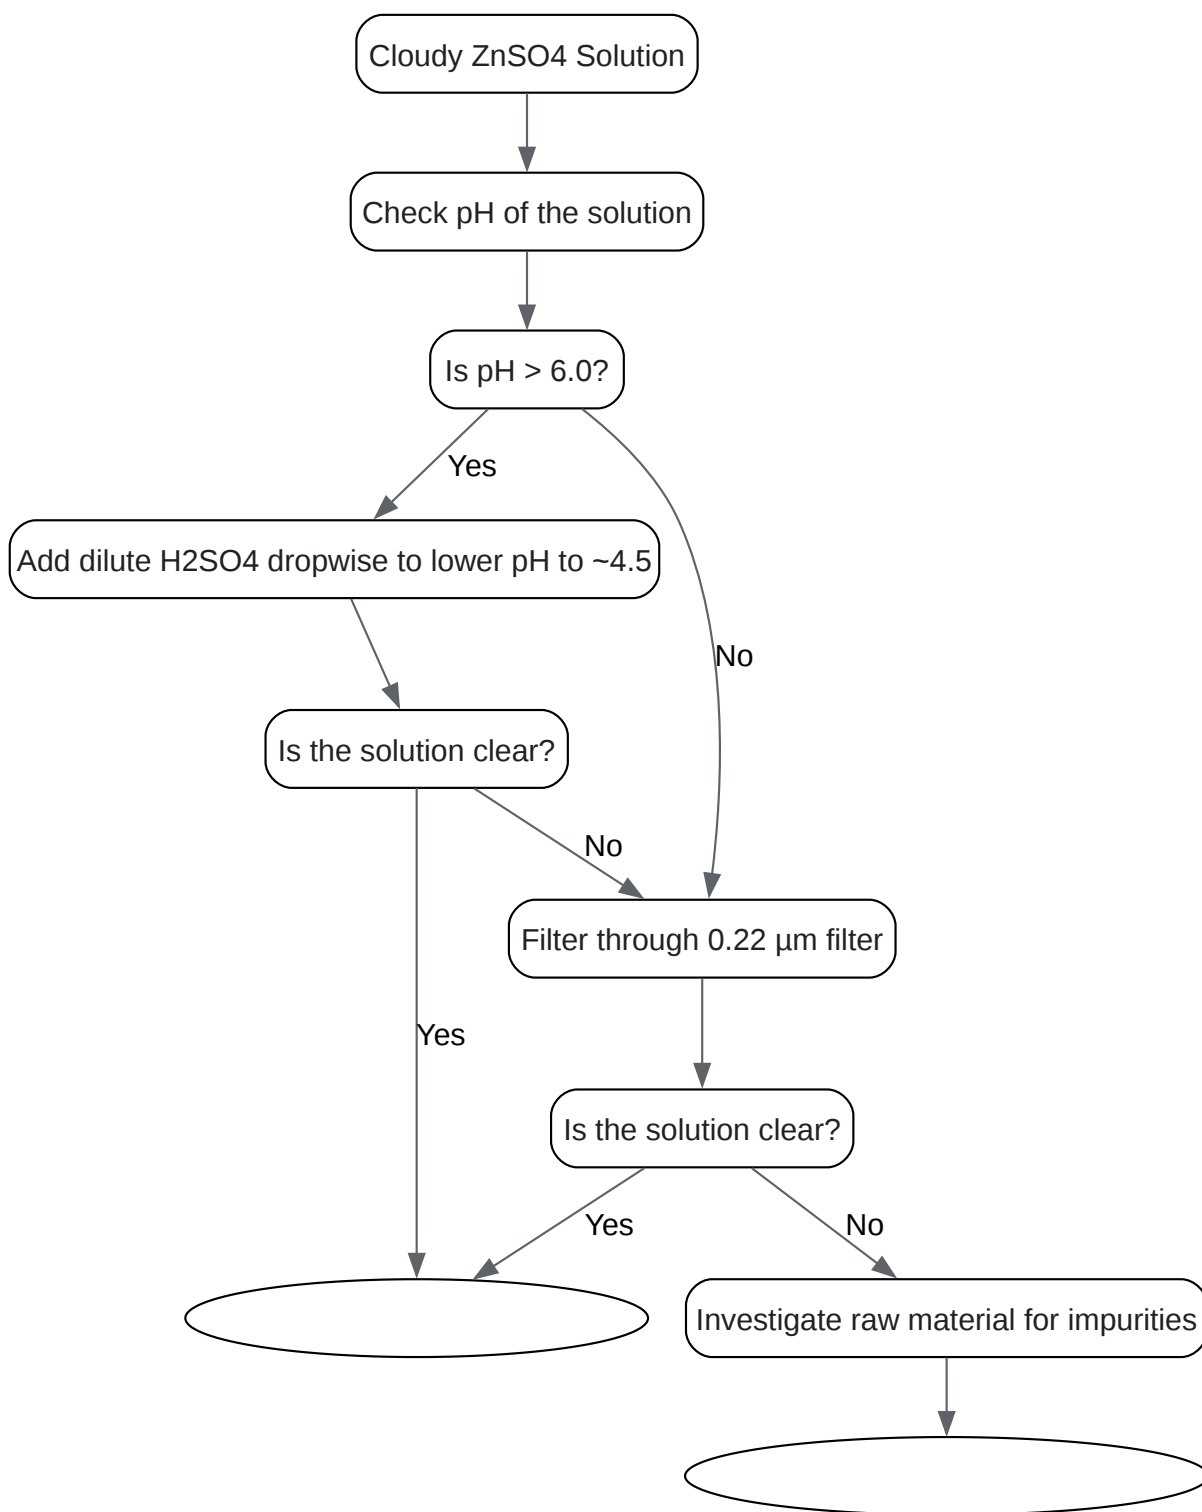 Cloudy ZnSO4 Solution
Check pH of the solution
Is pH > 6.0?
Yes
Add dilute H2SO4 dropwise to lower pH to ~4.5
No
Is the solution clear?
No
Filter through 0.22 µm filter
Yes
Is the solution clear?
Yes
No
Investigate raw material for impurities